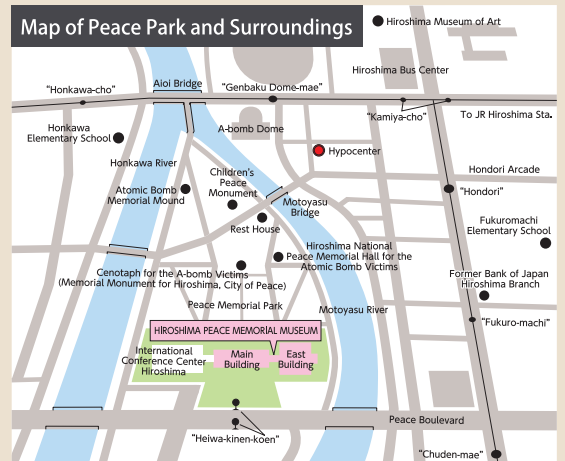 Map of Peace Park and Surroundings
Hiroshima Museum of Art
Hiroshima Bus Center
Aioi Bridge
"Honkawa-cho"
"Genbaku Dome-mae"
"Kamiya-cho"
To JR Hiroshima Sta.
Honkawa
Elementary School
A-bomb Dome
Hypocenter
Honkawa River
Hondori Arcade
Children's
Peace
Monument
Atomic Bomb
Memorial Mound
"Hondori"
Motoyasu
Bridge
Rest House
Fukuromachi
Elementary School
Hiroshima National
Peace Memorial Hall for the
Atomic Bomb Victims
Cenotaph for the A-bomb Victims
(Memorial Monument for Hiroshima, City of Peace)
Former Bank of Japan
Hiroshima Branch
Peace Memorial Park
Motoyasu River
"Fukuro-machi"
HIROSHIMA PEACE MEMORIAL MUSEUM
International
Conference Center
Hiroshima
Main
Building
East
Building
Peace Boulevard
"Heiwa-kinen-koen"
"Chuden-mae"